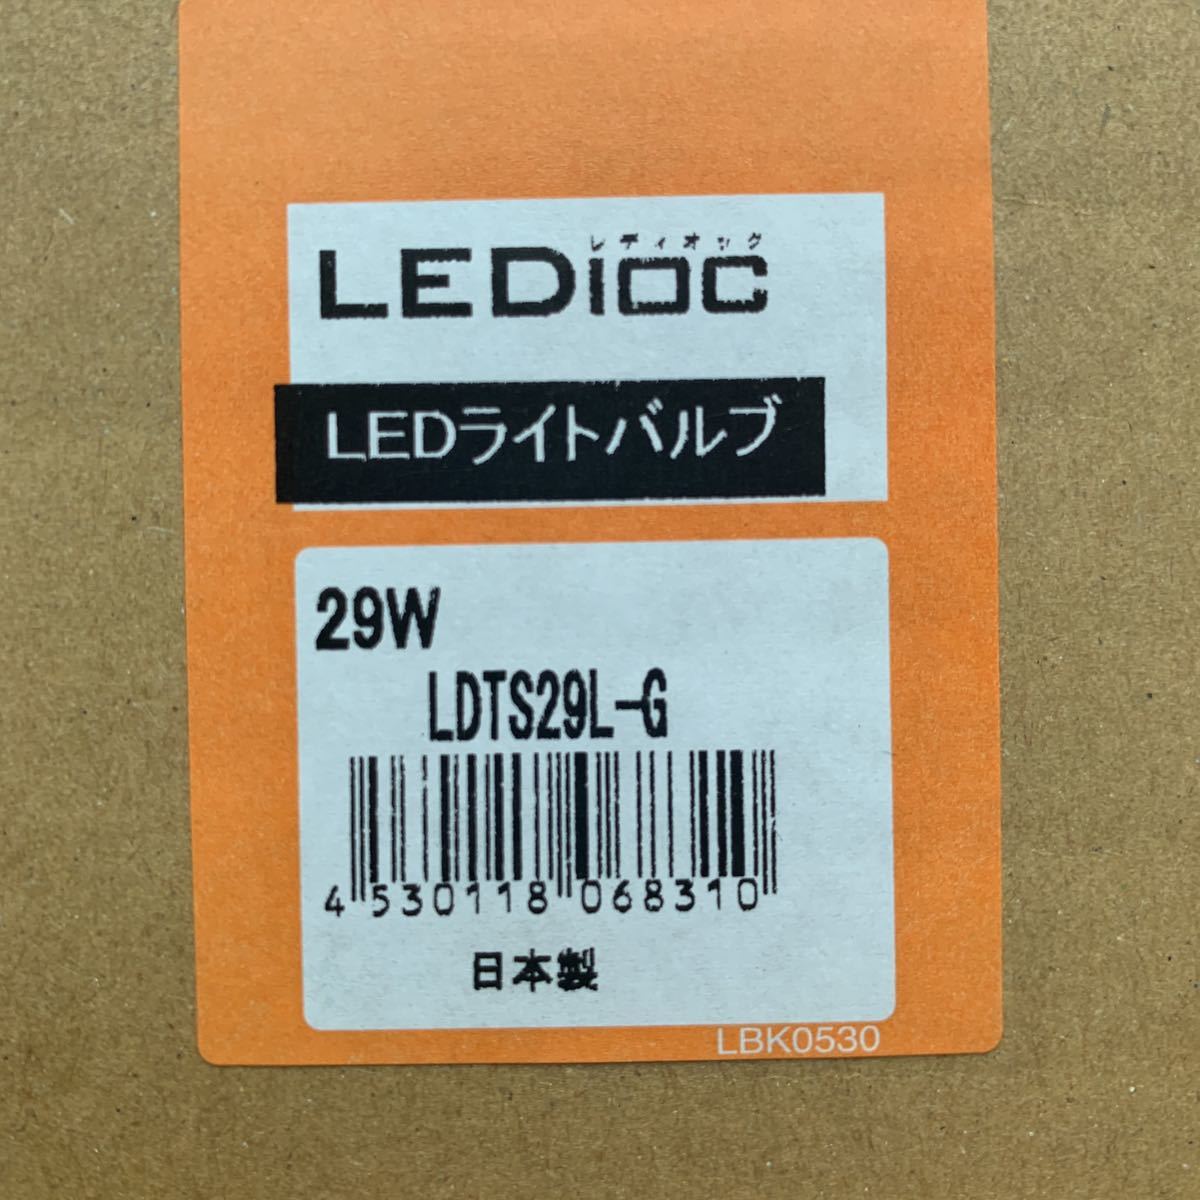 レディオック
LEDioc
LEDライトバルブ
29W
LDTS29L-G
4 530118 068310
日本製
LBK0530